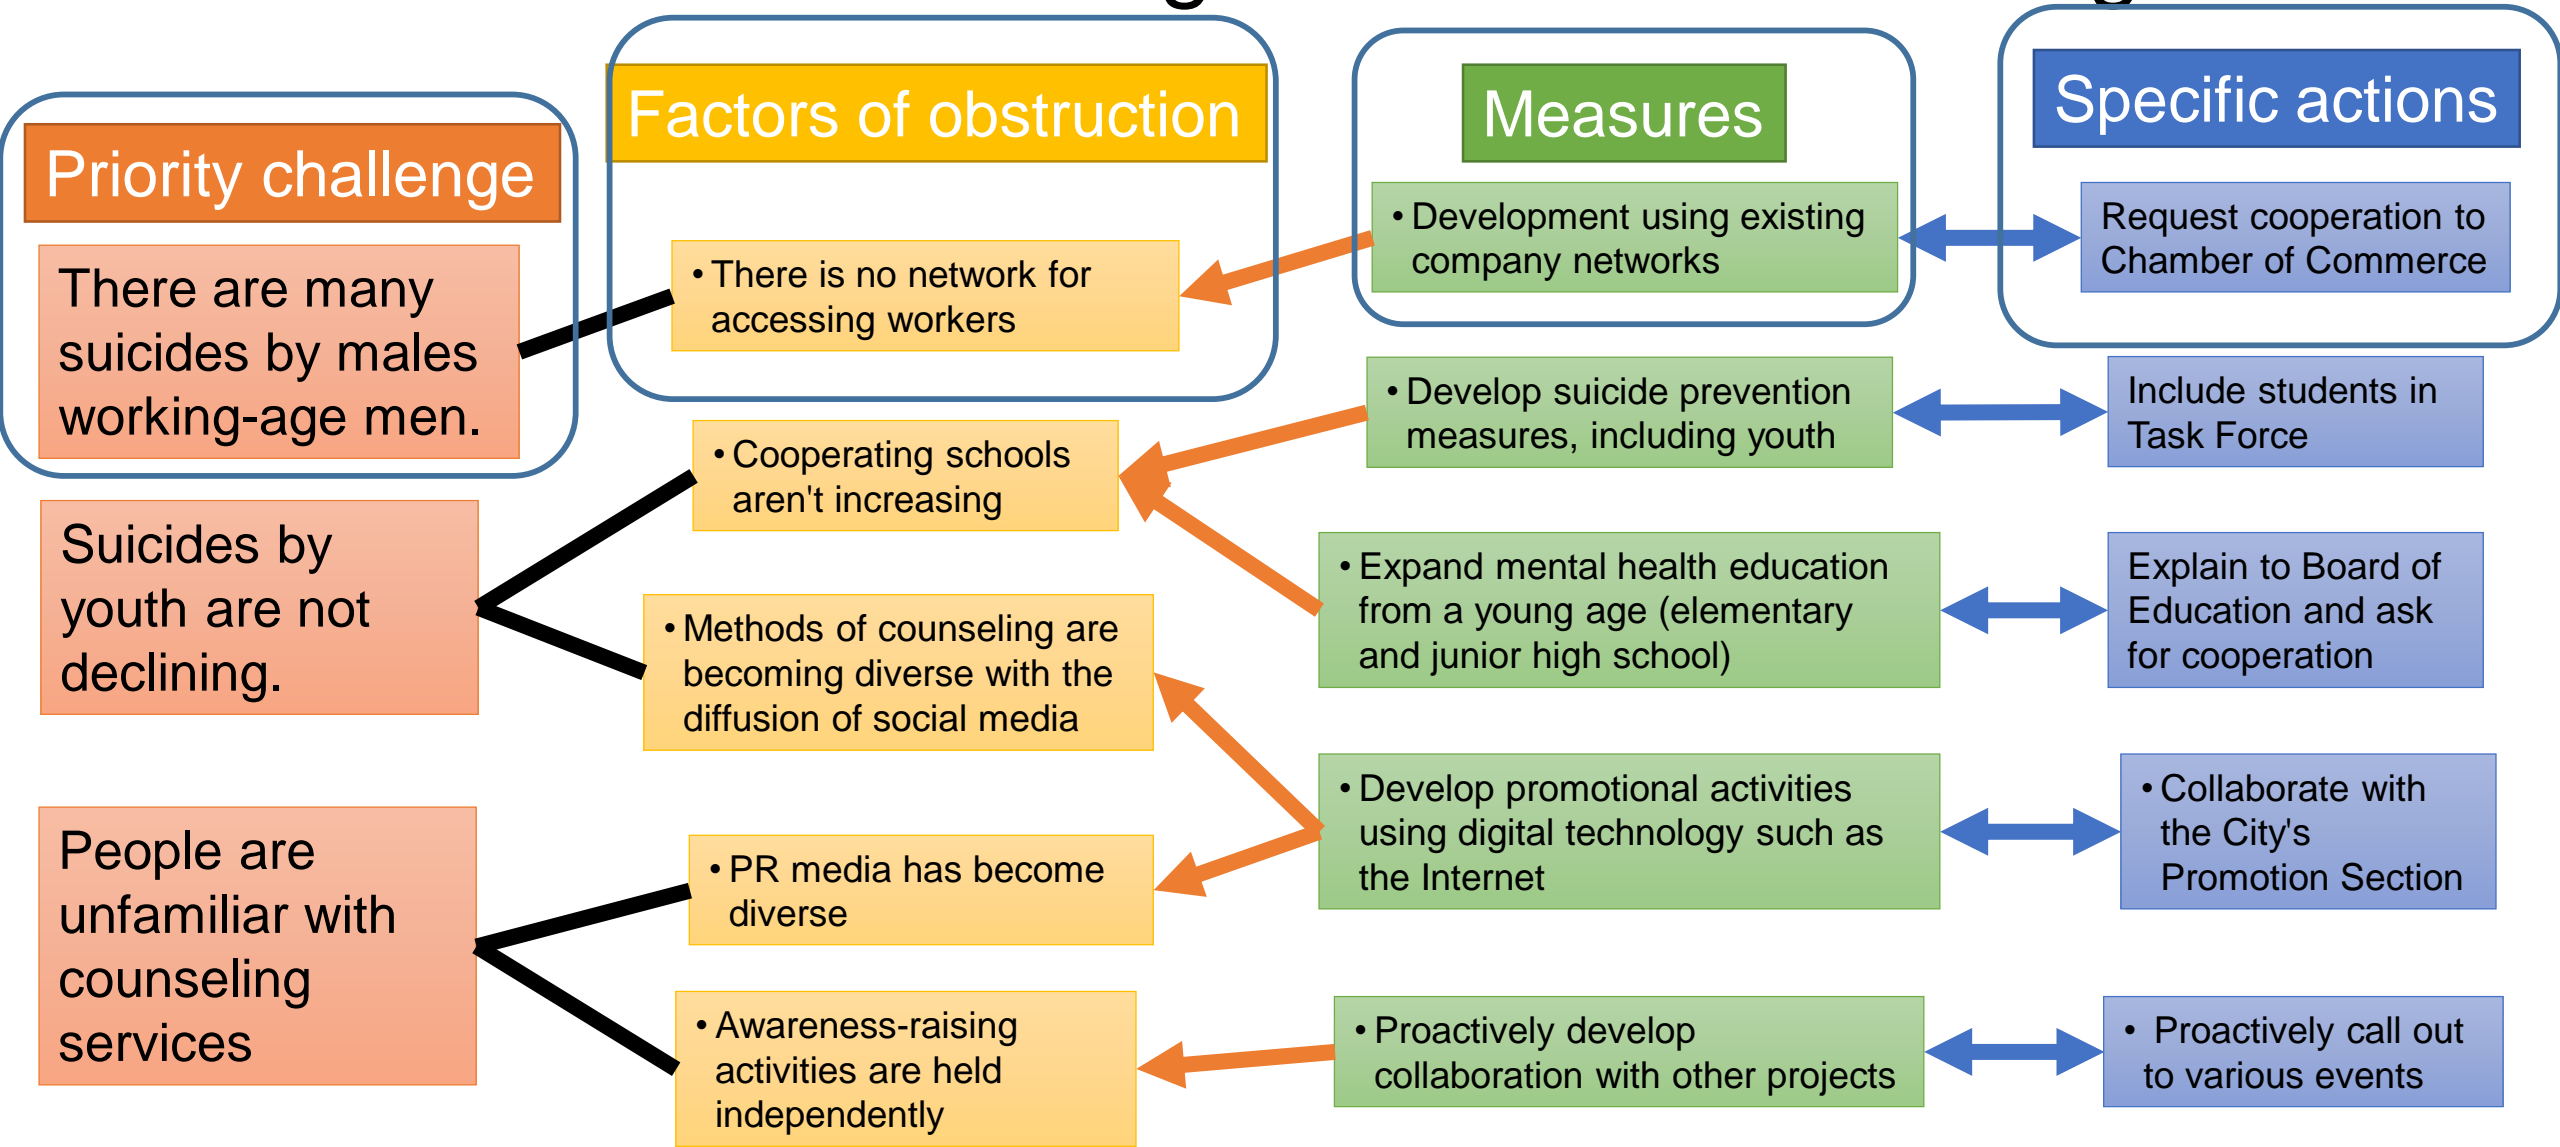 Priority challenge
There are many
suicides by males
working-age men.
Suicides by
youth are not
declining.
People are
unfamiliar with
counseling
services
Factors of obstruction
• There is no network for
accessing workers
• Cooperating schools
aren't increasing
• Methods of counseling are
becoming diverse with the
diffusion of social media
• PR media has become
diverse
• Awareness-raising
activities are held
independently
Measures
• Development using existing
company networks
• Develop suicide prevention
measures, including youth
• Expand mental health education
from a young age (elementary
and junior high school)
• Develop promotional activities
using digital technology such as
the Internet
• Proactively develop
collaboration with other projects
Specific actions
Request cooperation to
Chamber of Commerce
Include students in
Task Force
Explain to Board of
Education and ask
for cooperation
• Collaborate with
the City's
Promotion Section
• Proactively call out
to various events